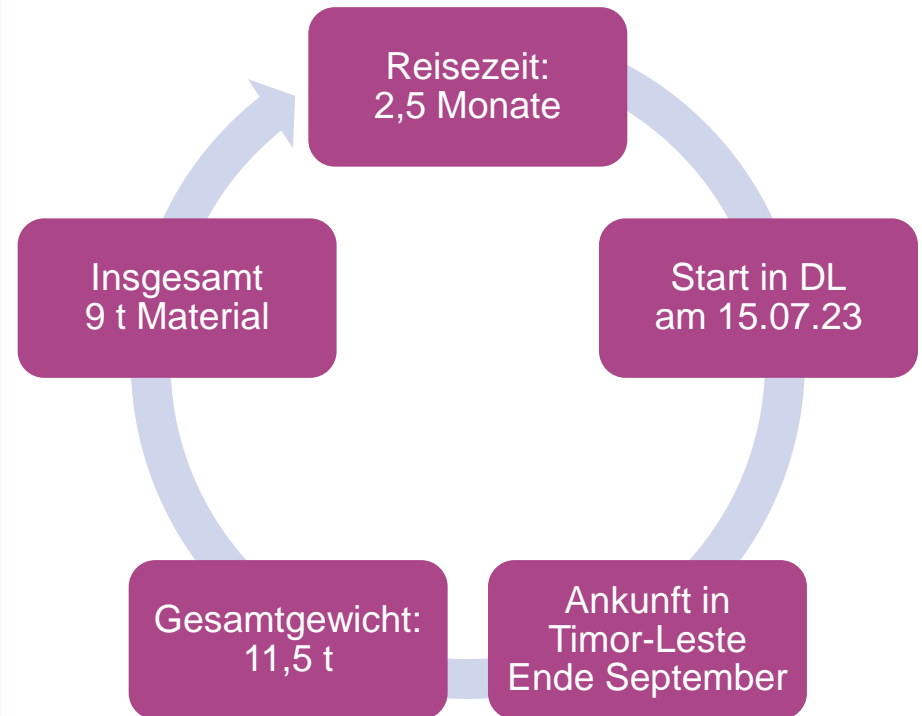 Reisezeit:
2,5 Monate
Start in DL
am 15.07.23
Ankunft in
Timor-Leste
Ende September
Gesamtgewicht:
11,5 t
Insgesamt
9 t Material